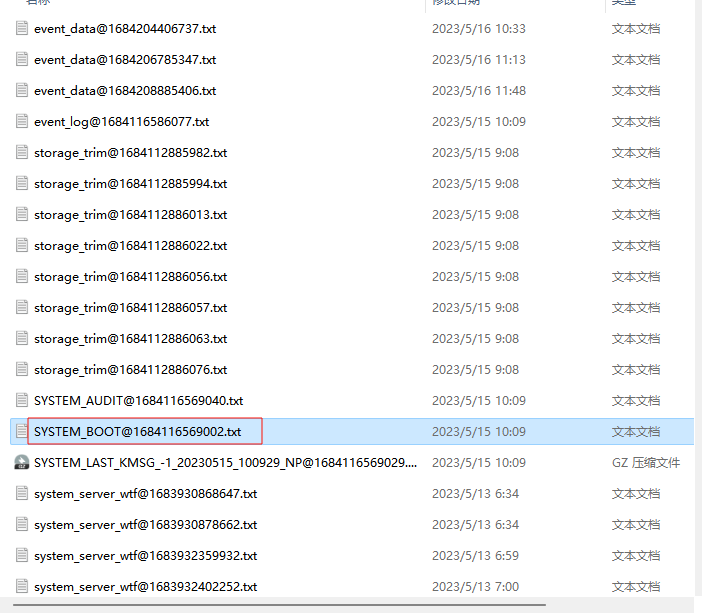 名称 修改日期 类型
event_data@1684204406737.txt 2023/5/16 10:33 文本文档
event_data@1684206785347.txt 2023/5/16 11:13 文本文档
event_data@1684208885406.txt 2023/5/16 11:48 文本文档
event_log@1684116586077.txt 2023/5/15 10:09 文本文档
storage_trim@1684112885982.txt 2023/5/15 9:08 文本文档
storage_trim@1684112885994.txt 2023/5/15 9:08 文本文档
storage_trim@1684112886013.txt 2023/5/15 9:08 文本文档
storage_trim@1684112886022.txt 2023/5/15 9:08 文本文档
storage_trim@1684112886056.txt 2023/5/15 9:08 文本文档
storage_trim@1684112886057.txt 2023/5/15 9:08 文本文档
storage_trim@1684112886063.txt 2023/5/15 9:08 文本文档
storage_trim@1684112886076.txt 2023/5/15 9:08 文本文档
SYSTEM_AUDIT@1684116569040.txt 2023/5/15 10:09 文本文档
SYSTEM_BOOT@1684116569002.txt 2023/5/15 10:09 文本文档
SYSTEM_LAST_KMSG_-1_20230515_100929_NP@1684116569029.... 2023/5/15 10:09 GZ 压缩文件
system_server_wtf@1683930868647.txt 2023/5/13 6:34 文本文档
system_server_wtf@1683930878662.txt 2023/5/13 6:34 文本文档
system_server_wtf@1683932359932.txt 2023/5/13 6:59 文本文档
system_server_wtf@1683932402252.txt 2023/5/13 7:00 文本文档